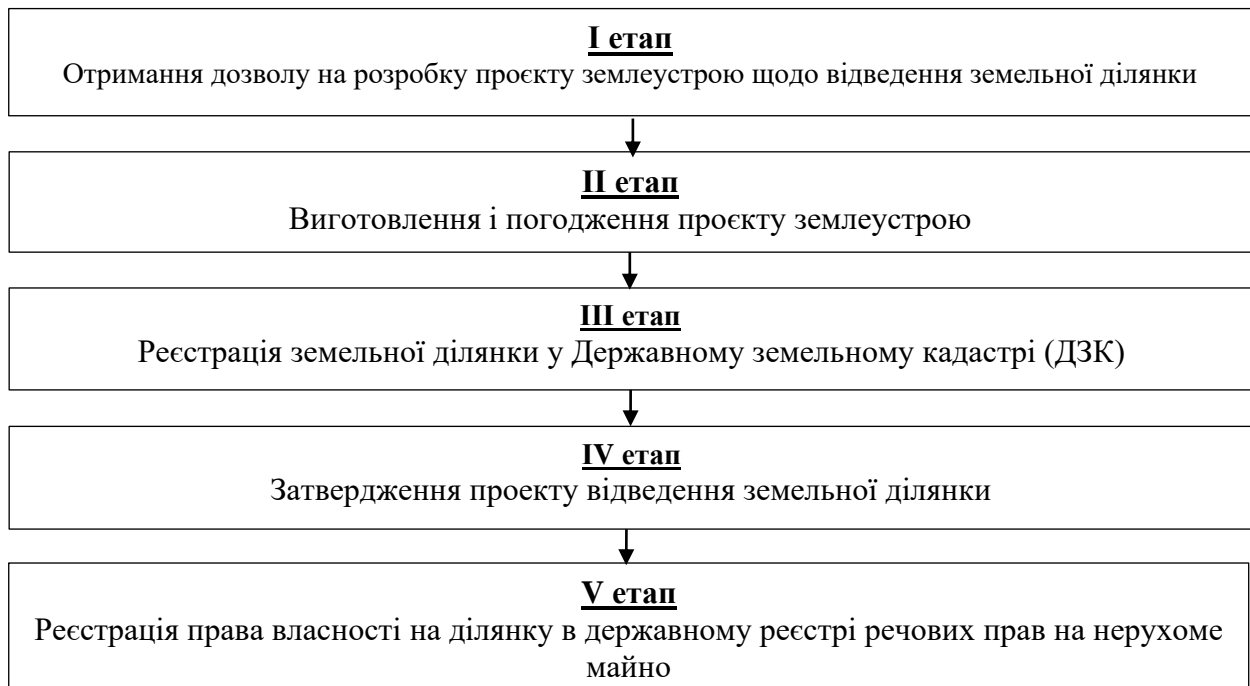 I етап
Отримання дозволу на розробку проєкту землеустрою щодо відведення земельної ділянки
II етап
Виготовлення і погодження проєкту землеустрою
III етап
Реєстрація земельної ділянки у Державному земельному кадастрі (ДЗК)
IV етап
Затвердження проекту відведення земельної ділянки
V етап
Реєстрація права власності на ділянку в державному реєстрі речових прав на нерухоме
майно